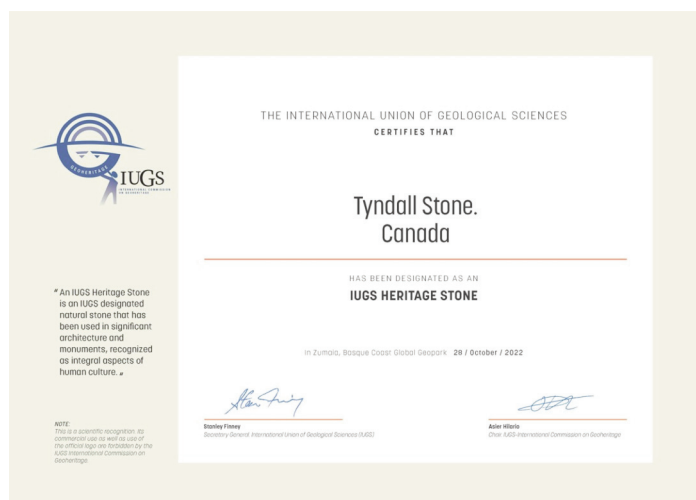 THE INTERNATIONAL UNION OF GEOLOGICAL SCIENCES
CERTIFIES THAT
Tyndall Stone.
Canada
HAS BEEN DESIGNATED AS AN
IUGS HERITAGE STONE
in Zumaia, Basque Coast Global Geopark 28 / October / 2022
Stanley Finney
Secretary General International Union of Geological Sciences (IUGS)
Asier Hilario
Chair IUGS-International Commission on Geoheritage
GEOHERITAGE
IUGS
INTERNATIONAL COMMISSION
ON GEOHERITAGE
" An IUGS Heritage Stone
is an IUGS designated
natural stone that has
been used in significant
architecture and
monuments, recognized
as integral aspects of
human culture. "
NOTE:
This is a scientific recognition. Its
commercial use as well as use of
the official logo are forbidden by the
IUGS International Commission on
Geoheritage.